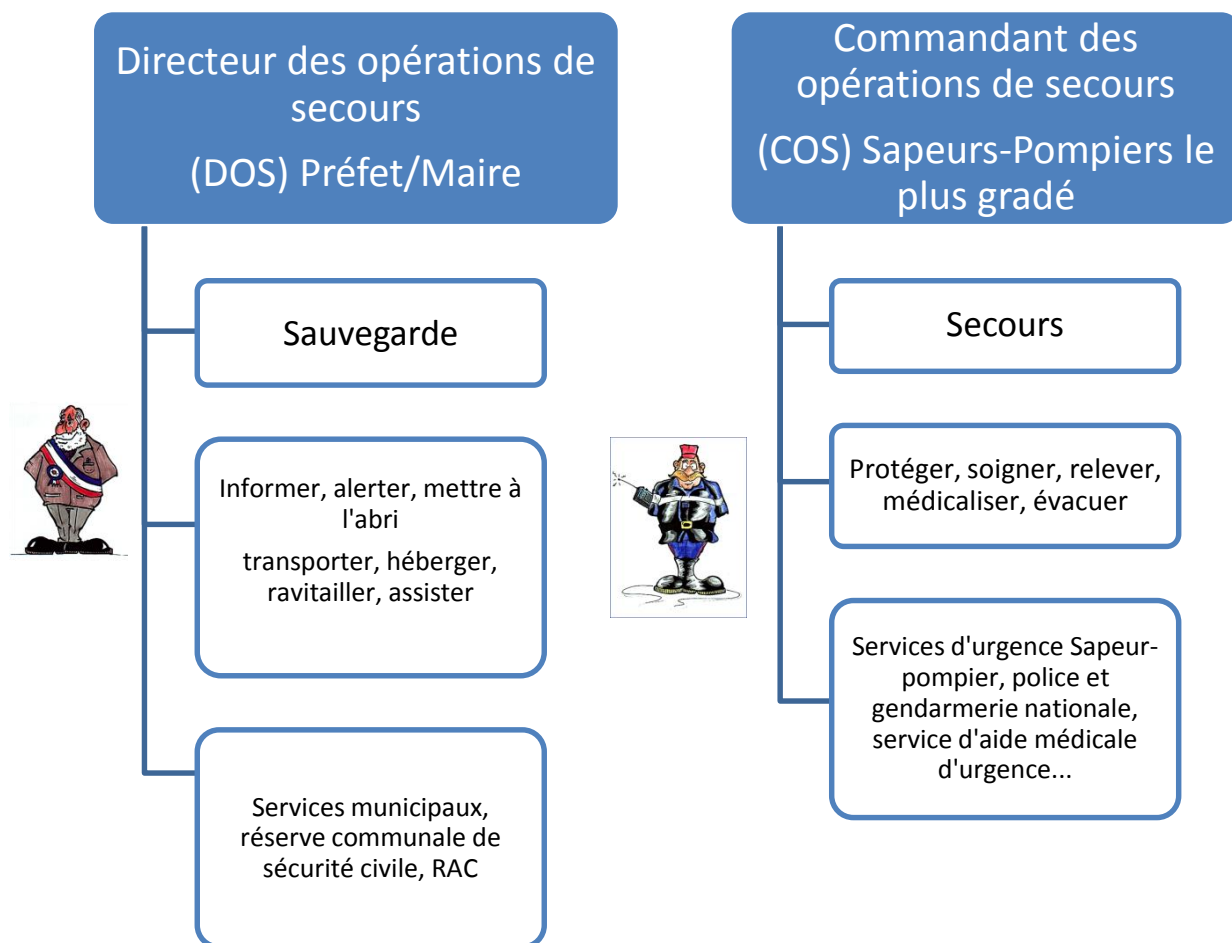 Directeur des opérations de
secours
(DOS) Préfet/Maire
Sauvegarde
Informer, alerter, mettre à
l'abri
transporter, héberger,
ravitailler, assister
Services municipaux,
réserve communale de
sécurité civile, RAC
Commandant des
opérations de secours
(COS) Sapeurs-Pompiers le
plus gradé
Secours
Protéger, soigner, relever,
médicaliser, évacuer
Services d'urgence Sapeur-
pompier, police et
gendarmerie nationale,
service d'aide médicale
d'urgence...